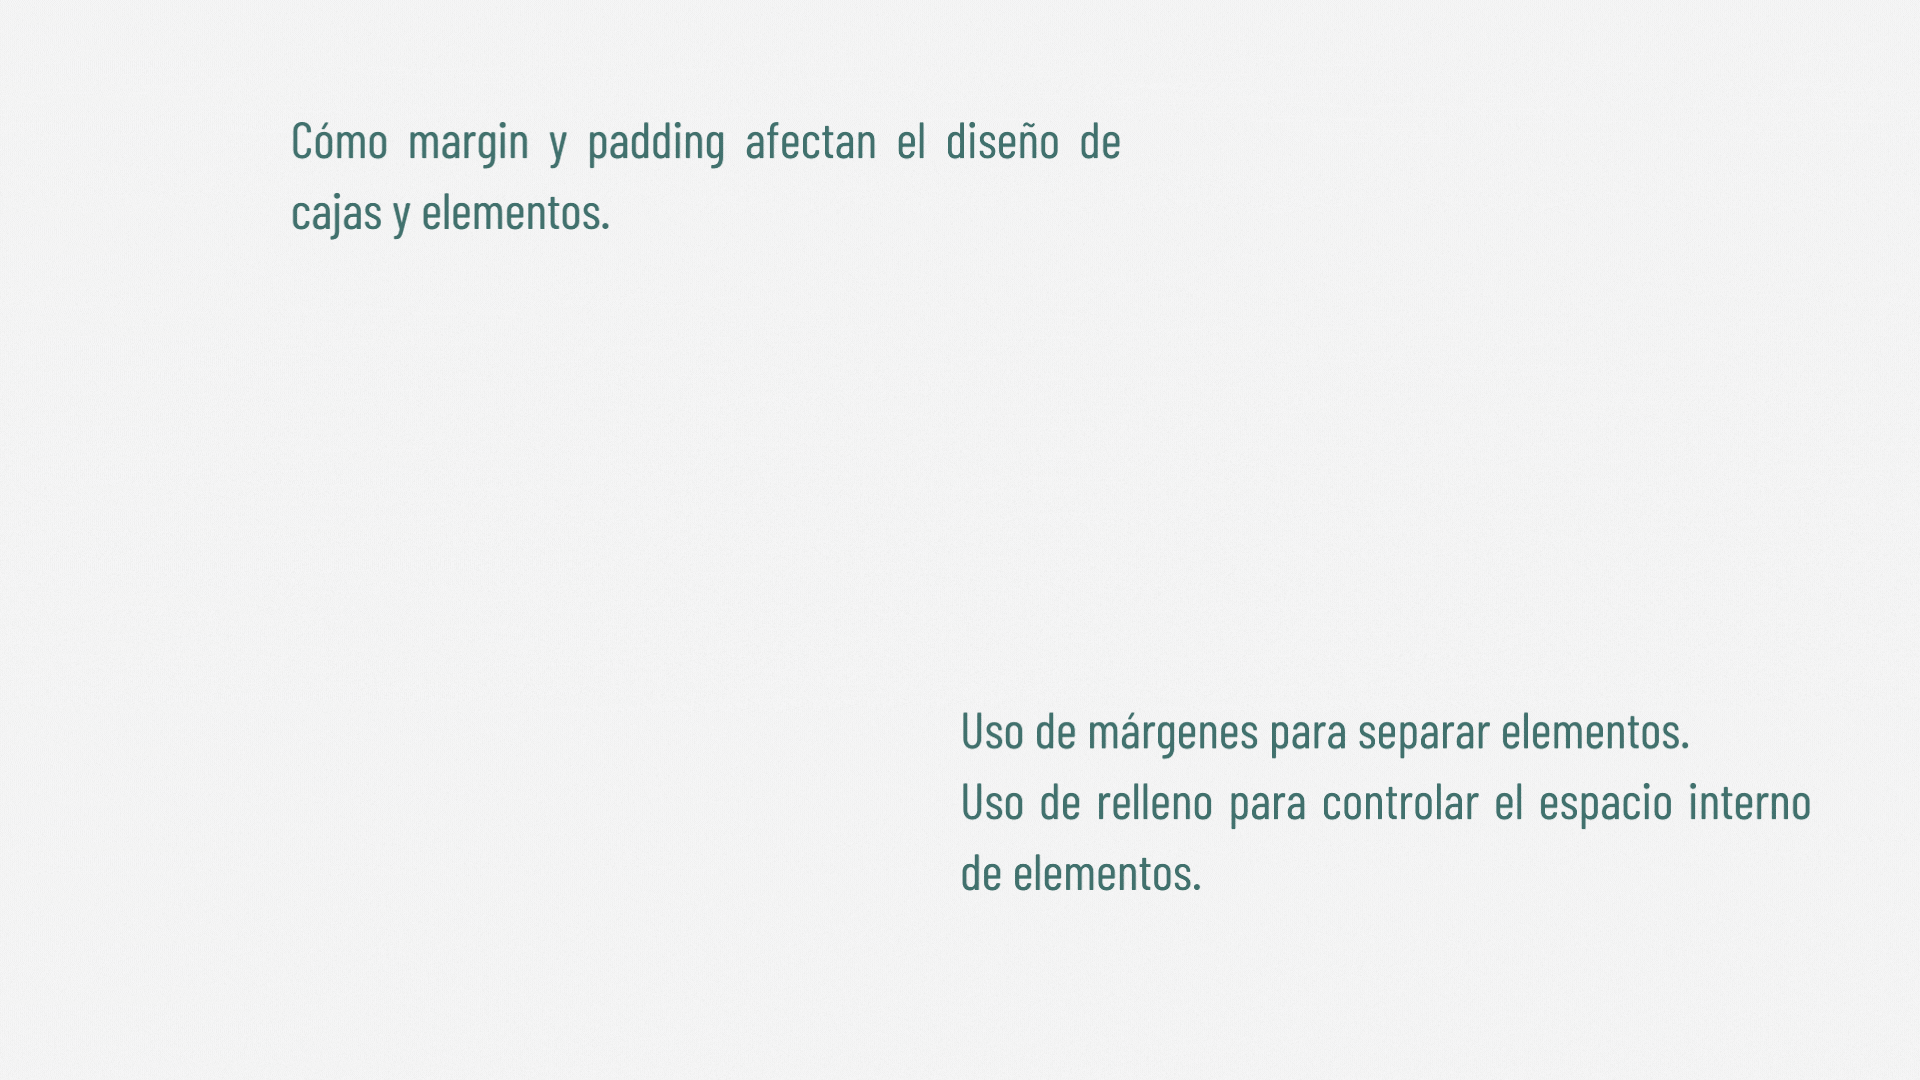 Cómo margin y padding afectan el diseño de
cajas y elementos.
Uso de márgenes para separar elementos.
Uso de relleno para controlar el espacio interno
de elementos.